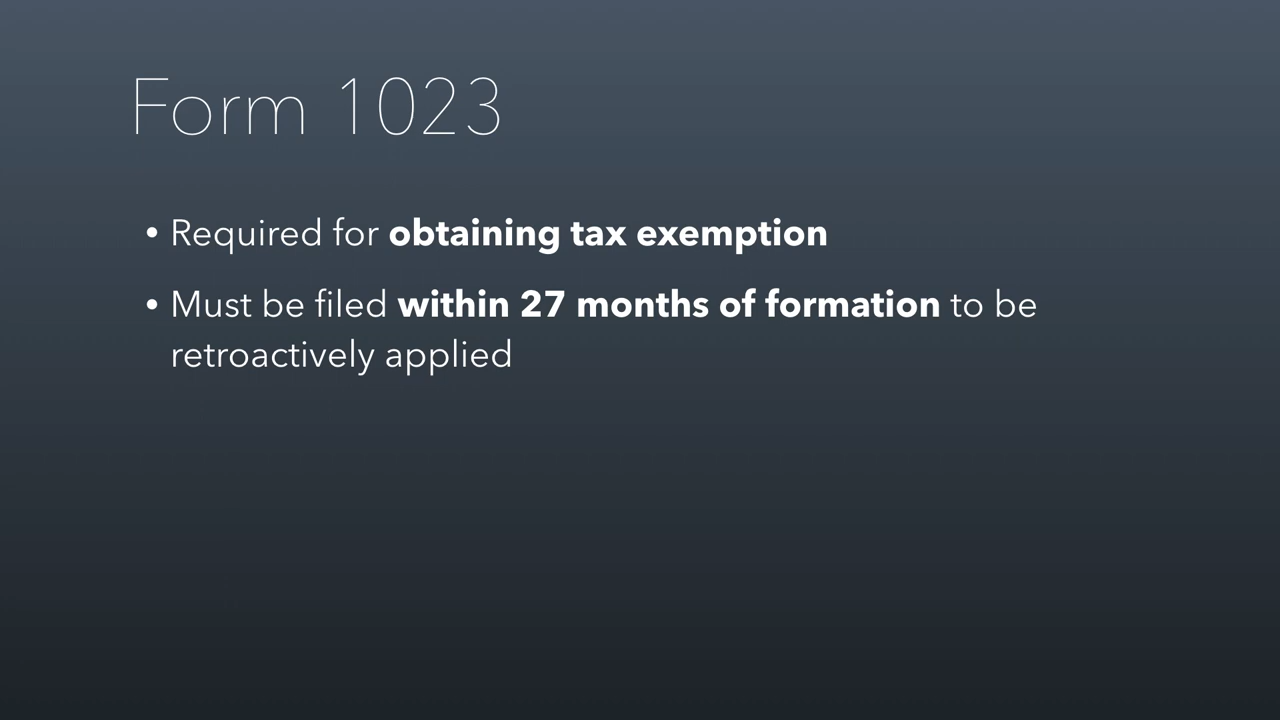 Form 1023
• Required for obtaining tax exemption
• Must be filed within 27 months of formation to be
retroactively applied